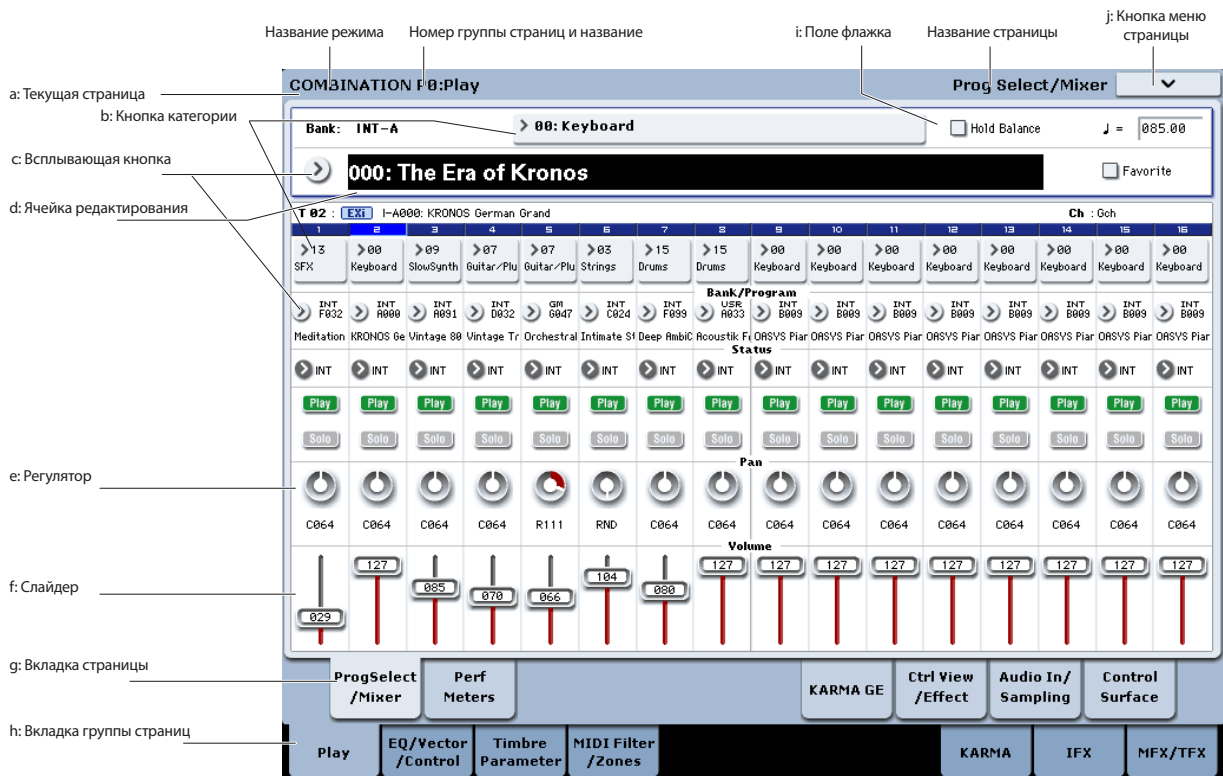 j: Кнопка меню страницы
Название режима
Номер группы страниц и название
i: Поле флажка
Название страницы
COMBINATION P0:Play
Prog Select/Mixer
a: Текущая страница
b: Кнопка категории
Bank: INT-A
00: Keyboard
Hold Balance
♩ = 085.00
c: Всплывающая кнопка
000: The Era of Kronos
Favorite
d: Ячейка редактирования
T 02 : EXi I-A000: KRONOS German Grand
Ch : Gch
1 2 3 4 5 6 7 8 9 10 11 12 13 14 15 16
13 00 09 07 07 03 15 15 00 00 00 00 00 00 00 00
SFX Keyboard SlowSynth Guitar/Plu Guitar/Plu Strings Drums Drums Keyboard Keyboard Keyboard Keyboard Keyboard Keyboard Keyboard Keyboard
Bank/Program
INT INT INT INT GM INT INT USR INT INT INT INT INT INT INT INT
F032 A000 A091 D032 G047 C024 F099 A033 B009 B009 B009 B009 B009 B009 B009 B009
Meditation KRONOS Ge Vintage 80 Vintage Tr Orchestral Intimate St Deep AmbiC Acoustik Fr OASYS Piar OASYS Piar OASYS Piar OASYS Piar OASYS Piar OASYS Piar OASYS Piar OASYS Piar
Status
INT INT INT INT INT INT INT INT INT INT INT INT INT INT INT INT
Play Play Play Play Play Play Play Play Play Play Play Play Play Play Play Play
Solo Solo Solo Solo Solo Solo Solo Solo Solo Solo Solo Solo Solo Solo Solo Solo
Pan
e: Регулятор
C064 C064 C064 C064 R111 RND C064 C064 C064 C064 C064 C064 C064 C064 C064 C064
Volume
f: Слайдер
029 127 085 070 066 104 080 127 127 127 127 127 127 127 127 127
g: Вкладка страницы
ProgSelect /Mixer
Perf Meters
KARMA GE
Ctrl View /Effect
Audio In/ Sampling
Control Surface
h: Вкладка группы страниц
Play
EQ/Vector /Control
Timbre Parameter
MIDI Filter /Zones
KARMA
IFX
MFX/TFX